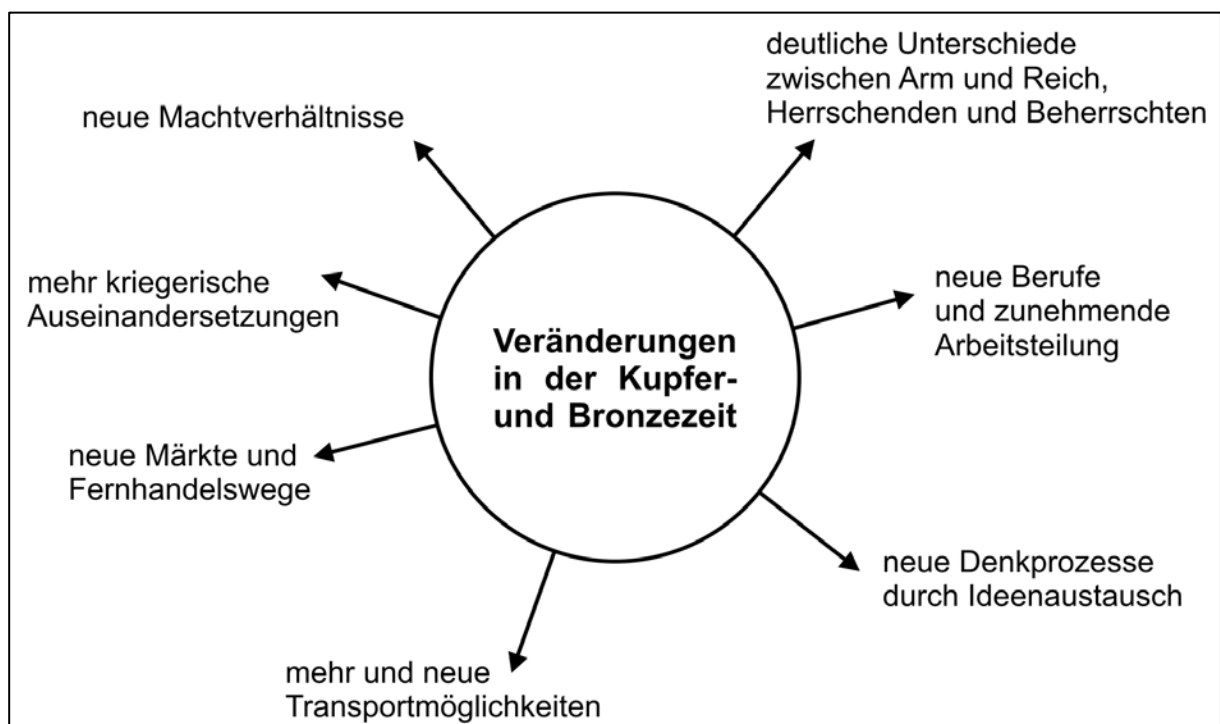 deutliche Unterschiede
zwischen Arm und Reich,
Herrschenden und Beherrschten
neue Machtverhältnisse
neue Berufe
und zunehmende
Arbeitsteilung
mehr kriegerische
Auseinandersetzungen
Veränderungen
in der Kupfer-
und Bronzezeit
neue Märkte und
Fernhandelswege
neue Denkprozesse
durch Ideenaustausch
mehr und neue
Transportmöglichkeiten